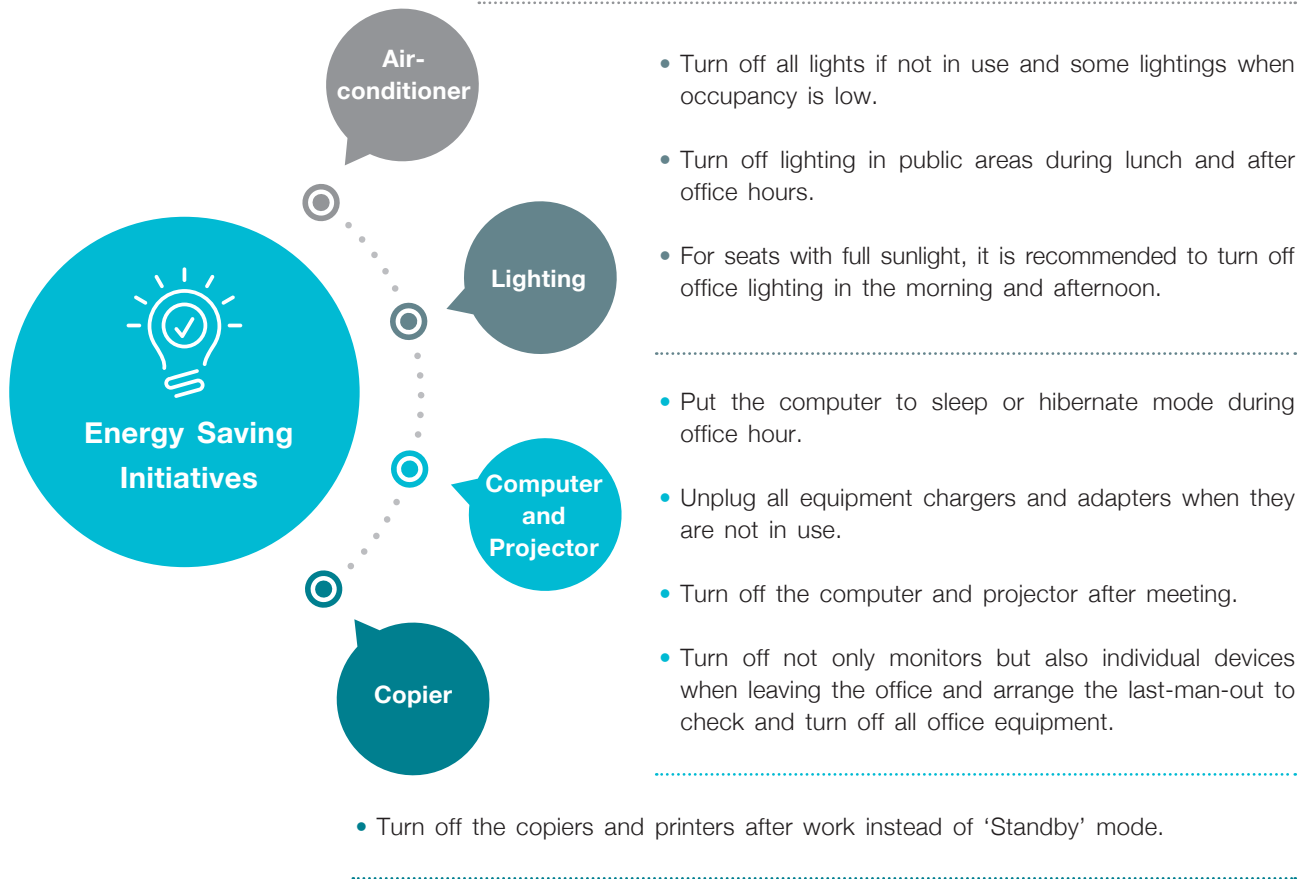 Air-
conditioner
• Turn off all lights if not in use and some lightings when
occupancy is low.
• Turn off lighting in public areas during lunch and after
office hours.
• For seats with full sunlight, it is recommended to turn off
office lighting in the morning and afternoon.
Lighting
Energy Saving
Initiatives
• Put the computer to sleep or hibernate mode during
office hour.
• Unplug all equipment chargers and adapters when they
are not in use.
• Turn off the computer and projector after meeting.
• Turn off not only monitors but also individual devices
when leaving the office and arrange the last-man-out to
check and turn off all office equipment.
Computer
and
Projector
Copier
• Turn off the copiers and printers after work instead of ‘Standby’ mode.